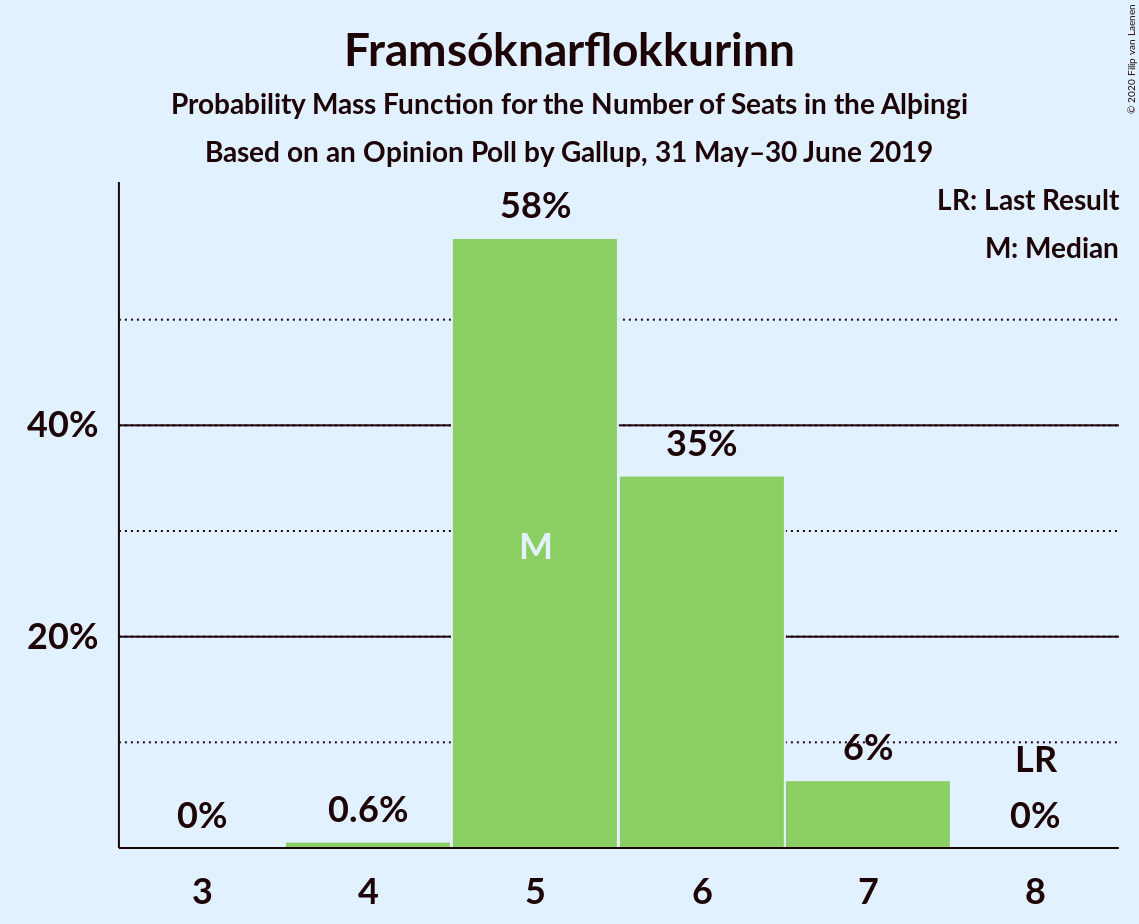 Framsóknarflokkurinn
Probability Mass Function for the Number of Seats in the Alþingi
Based on an Opinion Poll by Gallup, 31 May–30 June 2019
© 2020 Filip van Laenen
LR: Last Result
M: Median
58%
40%
35%
M
20%
6%
LR
0%
0.6%
0%
3 4 5 6 7 8